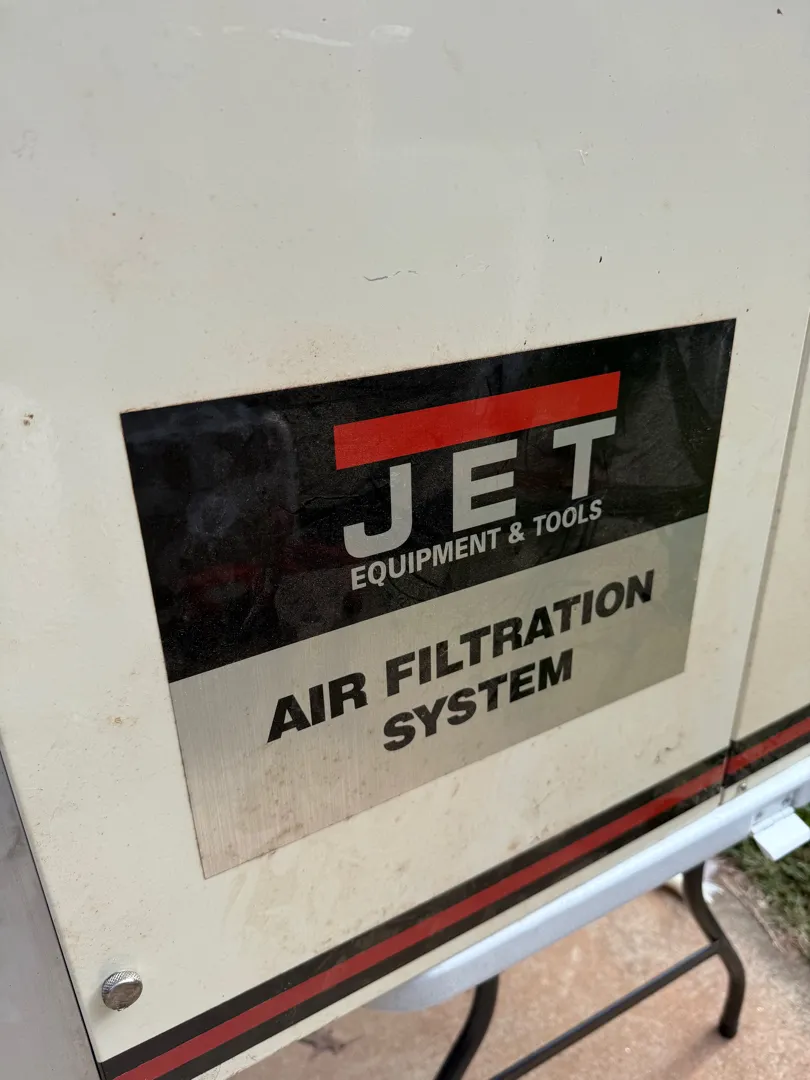 JET
EQUIPMENT & TOOLS
AIR FILTRATION
SYSTEM